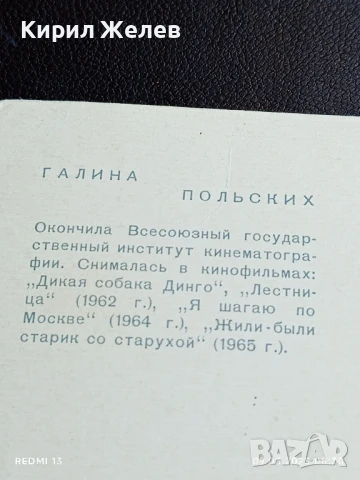 Кирил Желев
ГАЛИНА
ПОЛЬСКИХ
Окончила Всесоюзный государ-
ственный институт кинематогра-
фии. Снималась в кинофильмах:
„Дикая собака Динго“, „Лестни-
ца“ (1962 г.), „Я шагаю по
Москве“ (1964 г.), „Жили-были
старик со старухой“ (1965 г.).
REDMI 13
bazar